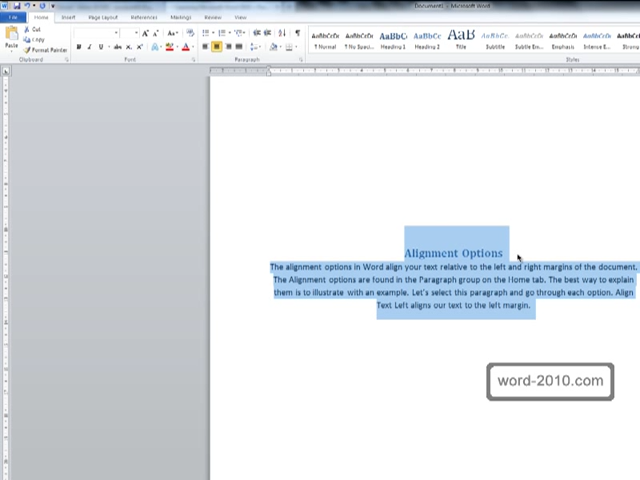 Document1 - Microsoft Word
File Home Insert Page Layout References Mailings Review View
Cut
Copy
Paste
Format Painter
B I U
AaBbCcDc AaBbCcDc AaBbC AaBbCc AaB AaBbCc. AaBbCcDc AaBbCcDc AaBbCcDc
¶ Normal ¶ No Spaci... Heading 1 Heading 2 Title Subtitle Subtle Em... Emphasis Intense E... Strong
Clipboard Font Paragraph Styles
Alignment Options
The alignment options in Word align your text relative to the left and right margins of the document.
The Alignment options are found in the Paragraph group on the Home tab. The best way to explain
them is to illustrate with an example. Let's select this paragraph and go through each option. Align
Text Left aligns our text to the left margin.
word-2010.com